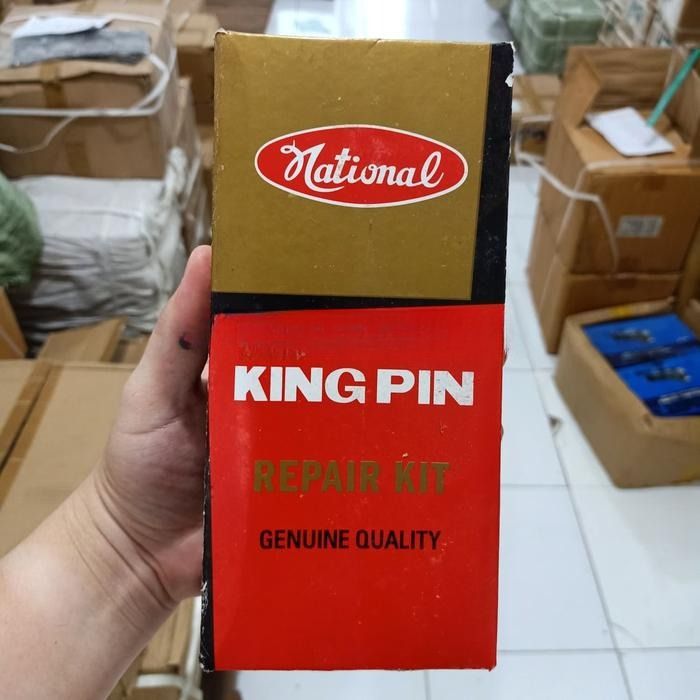 National
KING PIN
REPAIR KIT
GENUINE QUALITY